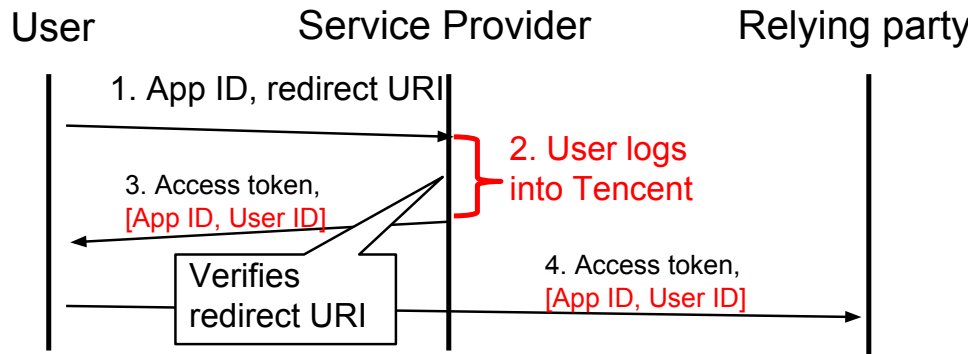 User
Service Provider
Relying party
1. App ID, redirect URI
2. User logs
into Tencent
3. Access token,
[App ID, User ID]
Verifies
redirect URI
4. Access token,
[App ID, User ID]